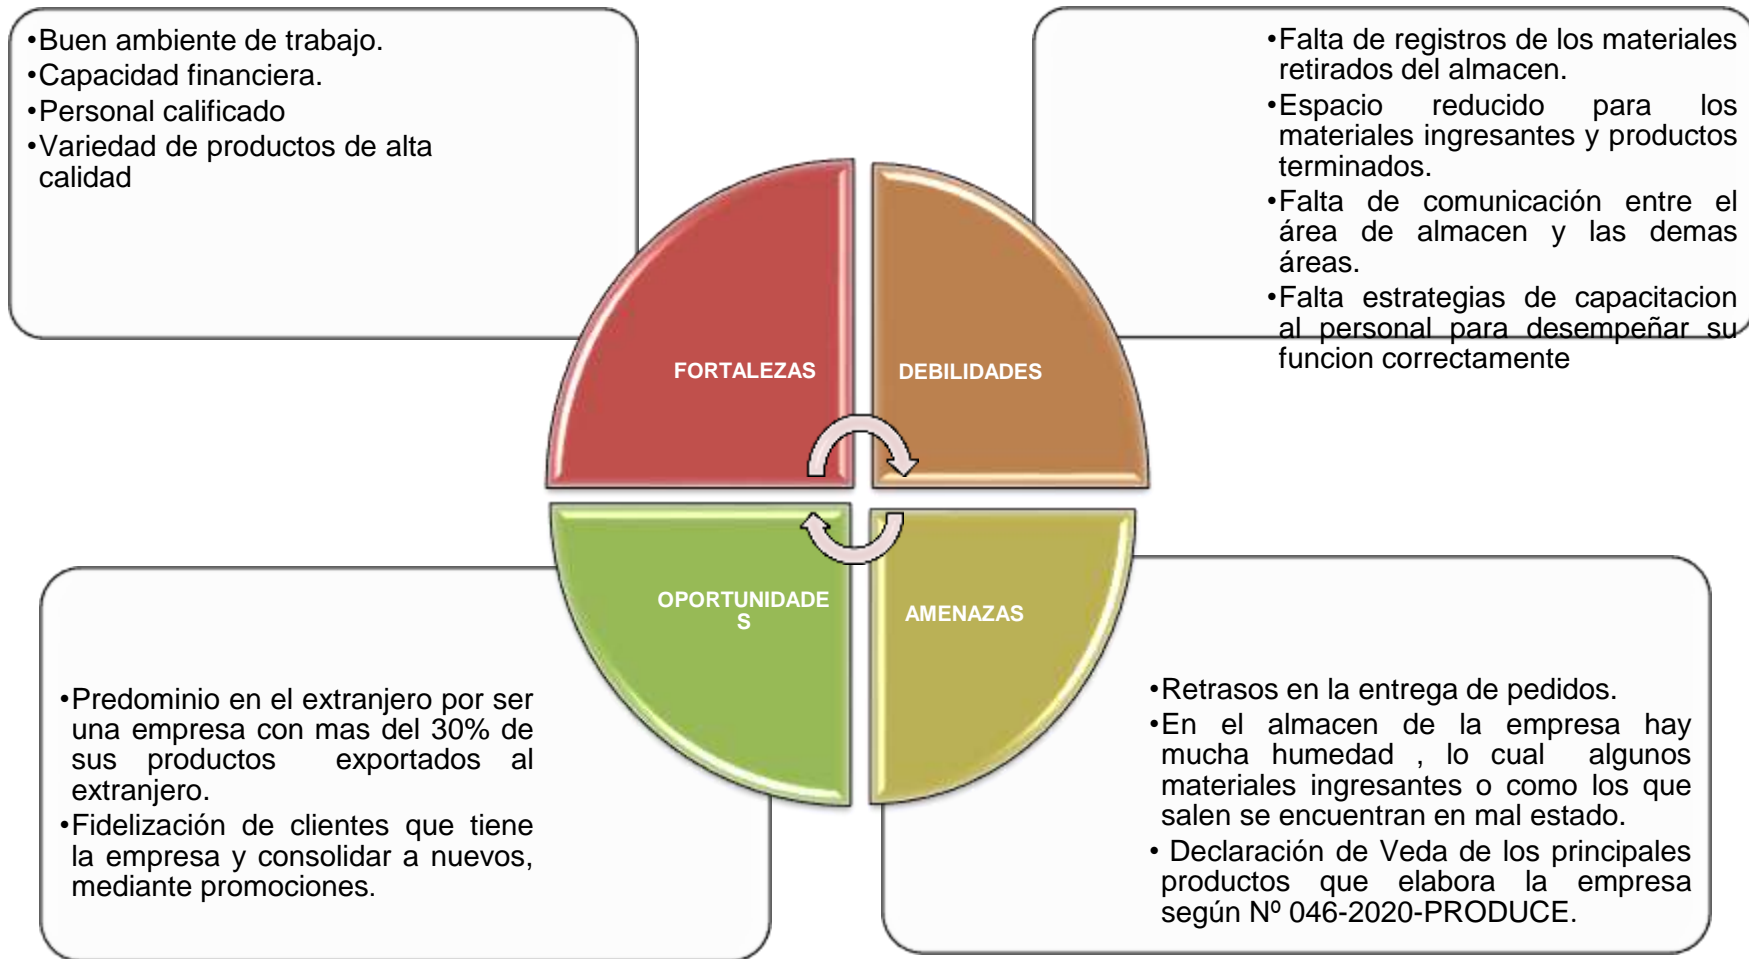 •Buen ambiente de trabajo.
•Capacidad financiera.
•Personal calificado
•Variedad de productos de alta
calidad
•Falta de registros de los materiales
retirados del almacen.
•Espacio reducido para los
materiales ingresantes y productos
terminados.
•Falta de comunicación entre el
área de almacen y las demas
áreas.
•Falta estrategias de capacitacion
al personal para desempeñar su
funcion correctamente
FORTALEZAS
DEBILIDADES
OPORTUNIDADE
S
AMENAZAS
•Predominio en el extranjero por ser
una empresa con mas del 30% de
sus productos exportados al
extranjero.
•Fidelización de clientes que tiene
la empresa y consolidar a nuevos,
mediante promociones.
•Retrasos en la entrega de pedidos.
•En el almacen de la empresa hay
mucha humedad , lo cual algunos
materiales ingresantes o como los que
salen se encuentran en mal estado.
• Declaración de Veda de los principales
productos que elabora la empresa
según Nº 046-2020-PRODUCE.